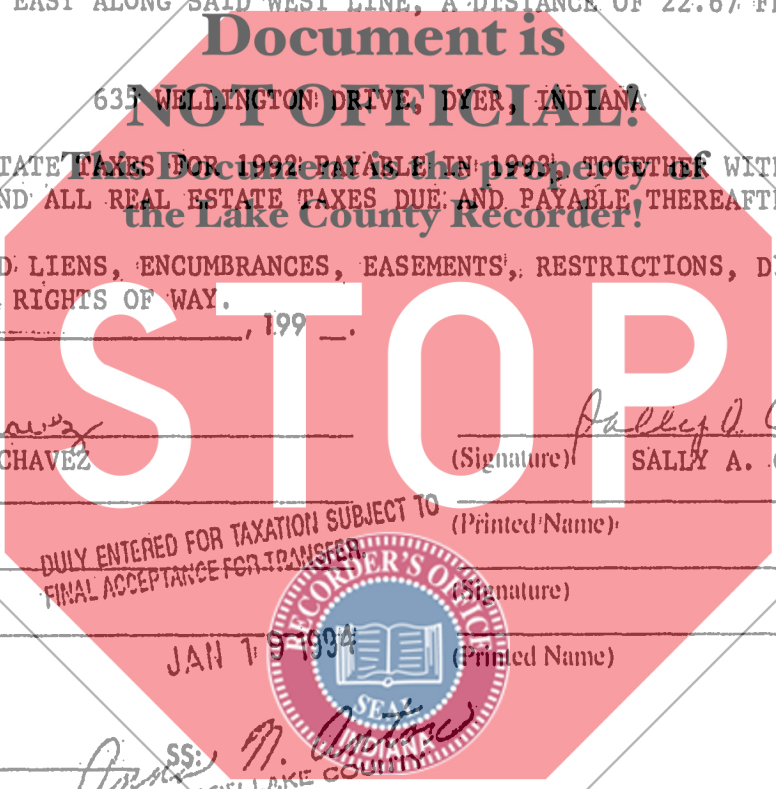 EAST ALONG SAID WEST LINE, A DISTANCE OF 22.67
Document is
635 WELLINGTON DRIVE, DYER, INDIANA
NOT OFFICIAL!
TAXES FOR 1992 PAYABLE IN 1993, TOGETHER
This Document is the property of
ALL REAL ESTATE TAXES DUE AND PAYABLE
the Lake County Recorder!
LIENS, ENCUMBRANCES, EASEMENTS, RESTRICTIONS,
RIGHTS OF WAY.
, 199 __.
STOP
CHAVEZ (Signature) SALLY A.
(Printed Name)
DULY ENTERED FOR TAXATION SUBJECT TO
FINAL ACCEPTANCE FOR TRANSFER.
(Signature)
RECORDER'S OFFICE
JAN 19 1994 (Printed Name)
SEAL
INDIANA
SS:
LAKE COUNTY